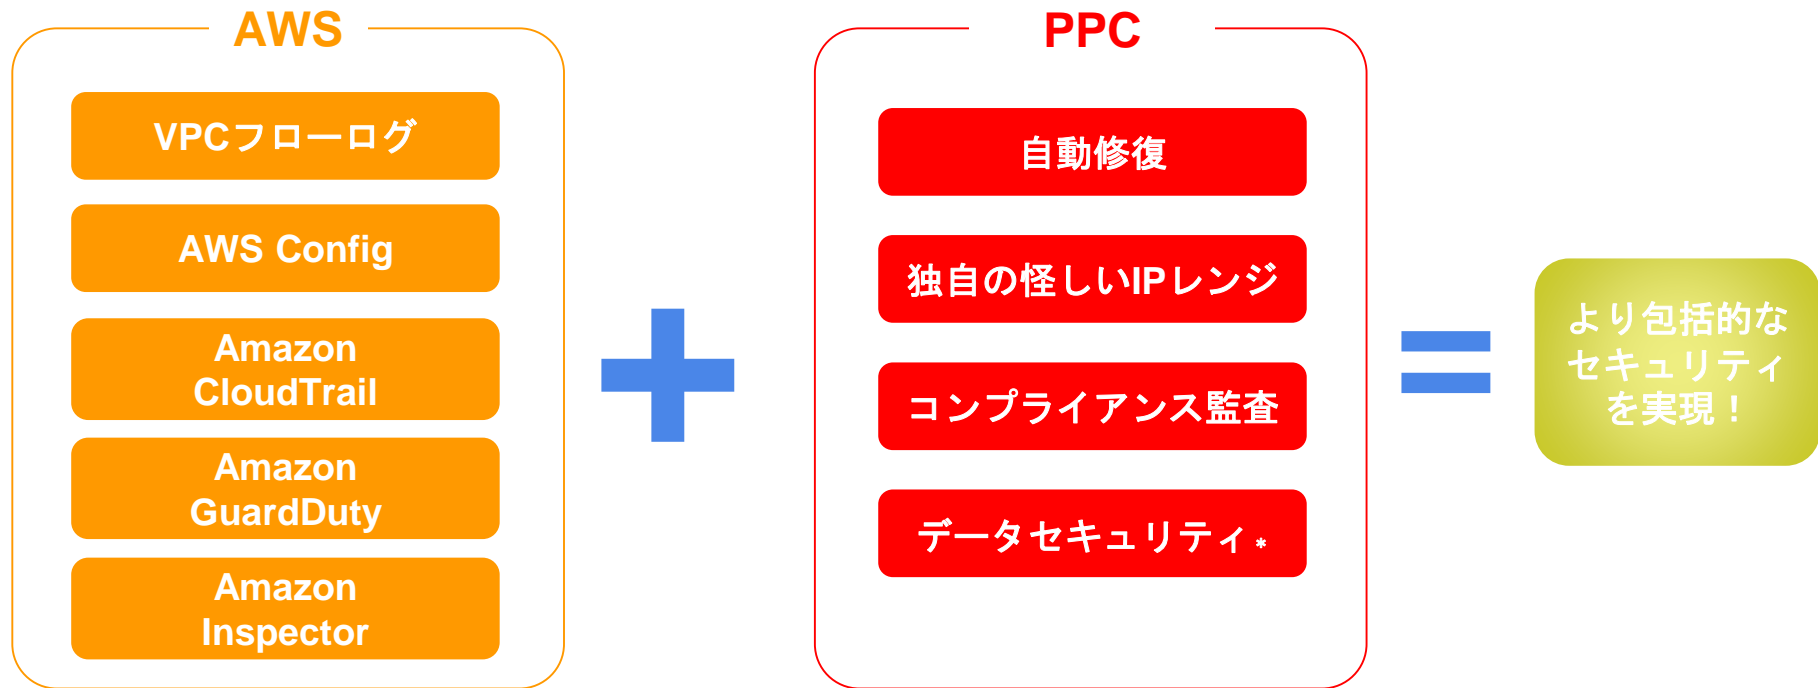 AWS
VPCフローログ
AWS Config
Amazon
CloudTrail
Amazon
GuardDuty
Amazon
Inspector
PPC
自動修復
独自の怪しいIPレンジ
コンプライアンス監査
データセキュリティ*
より包括的な
セキュリティ
を実現！